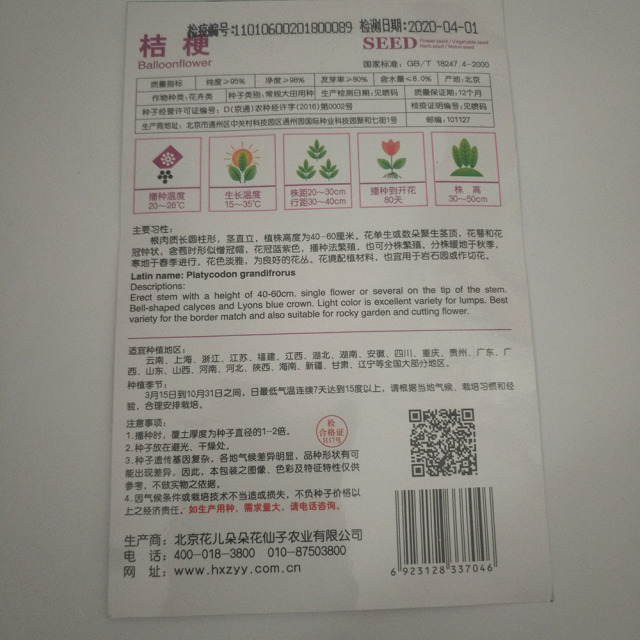 检疫编号:11010600201800089 检测日期:2020-04-01
桔梗
Balloonflower
SEED
Flower seed / Vegetable seed
Herb seed / Melon seed
国家标准: GB/T 18247.4-2000
质量指标 纯度≥95% 净度≥96% 发芽率≥80% 含水量≤8.0% 产地:北京
作物种类:花卉类 种子类别:常规大田用种 生产检测日期:见喷码 质量保证期:12个月
种子经营许可证编号:D(京通)农种经许字(2016)第0002号 检疫证明编号:见喷码
生产商地址: 北京市通州区中关村科技园区通州园国际种业科技园聚和七街1号 邮编:101127
播种温度
20～26℃
生长温度
15～35℃
株距20～30cm
行距30～40cm
播种到开花
80天
株 高
30～50cm
主要习性:
根肉质长圆柱形，茎直立，植株高度为40-60厘米。花单生或数朵聚生茎顶，花萼和花
冠钟状，含苞时形似憎冠帽，花冠蓝紫色，播种法繁殖，也可分株繁殖。分株暖地于秋季，
寒地于春季进行，花色淡雅，为良好的花丛。花境配植材料，也宜用于岩石园或作切花。
Latin name: Platycodon grandifrorus
Descriptions:
Erect stem with a height of 40-60cm. single flower or several on the tip of the stem.
Bell-shaped calyces and Lyons blue crown. Light color is excellent variety for lumps. Best
variety for the border match and also suitable for rocky garden and cutting flower.
适宜种植地区:
云南、上海、浙江、江苏、福建、江西、湖北、湖南、安徽、四川、重庆、贵州、广东、广
西、山东、山西、河南、河北、陕西、海南、新疆、甘肃、辽宁等全国大部分地区。
种植季节:
3月15日到10月31日之间，日最低气温连续7天达到15度以上，请根据当地气候、栽培习惯和经
验，合理安排栽培。
注意事项:
1.播种时，覆土厚度为种子直径的1-2倍。
2.种子放在避光、干燥处。
3.种子遗传基因复杂，各地气候差异明显，品种形状有可
能出现差异，因此，本包装之图像、色彩及特征特性仅供
参考，不做实物之依据。
4.因气候条件或栽培技术不当造成损失，不负种子价格以
上之经济责任。如生产用种，需求量大，请电话咨询。
检
合格证
17号
生产商: 北京花儿朵朵花仙子农业有限公司
电 话: 400-018-3800 010-87503800
网 址: www.hxzyy.com.cn
6 923128 337046